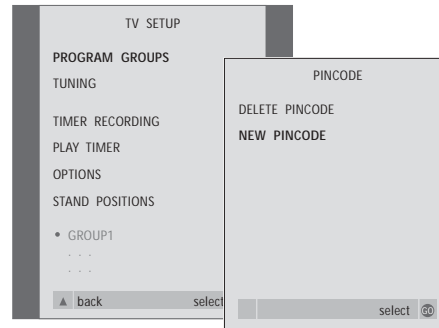 TV SETUP
PROGRAM GROUPS
TUNING
TIMER RECORDING
PLAY TIMER
OPTIONS
STAND POSITIONS
• GROUP1
. . .
. . .
▲ back select
PINCODE
DELETE PINCODE
NEW PINCODE
select GO